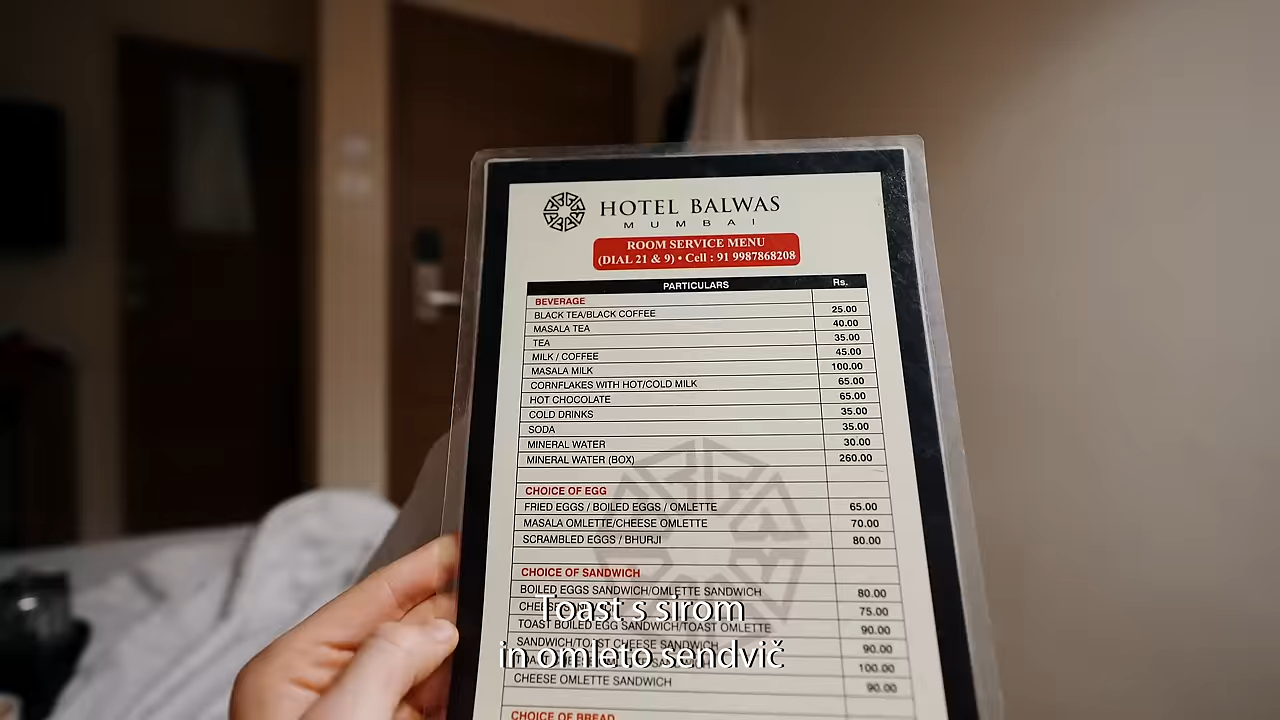 HOTEL BALWAS
MUMBAI
ROOM SERVICE MENU
(DIAL 21 & 9) • Cell : 91 9987868208
PARTICULARS Rs.
BEVERAGE
BLACK TEA/BLACK COFFEE 25.00
MASALA TEA 40.00
TEA 35.00
MILK / COFFEE 45.00
MASALA MILK 100.00
CORNFLAKES WITH HOT/COLD MILK 65.00
HOT CHOCOLATE 65.00
COLD DRINKS 35.00
SODA 35.00
MINERAL WATER 30.00
MINERAL WATER (BOX) 260.00
CHOICE OF EGG
FRIED EGGS / BOILED EGGS / OMLETTE 65.00
MASALA OMLETTE/CHEESE OMLETTE 70.00
SCRAMBLED EGGS / BHURJI 80.00
CHOICE OF SANDWICH
BOILED EGGS SANDWICH/OMLETTE SANDWICH 80.00
75.00
TOAST BOILED EGG SANDWICH/TOAST OMLETTE 90.00
CHEESE SANDWICH 90.00
100.00
CHEESE OMLETTE SANDWICH 90.00
CHOICE OF BREAD
Toast s sirom
in omleto sendvič